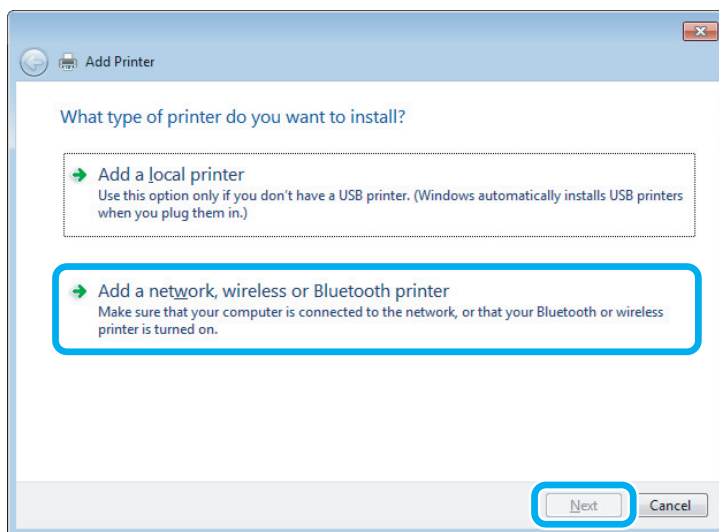 Add Printer
What type of printer do you want to install?
Add a local printer
Use this option only if you don't have a USB printer. (Windows automatically installs USB printers
when you plug them in.)
Add a network, wireless or Bluetooth printer
Make sure that your computer is connected to the network, or that your Bluetooth or wireless
printer is turned on.
Next
Cancel